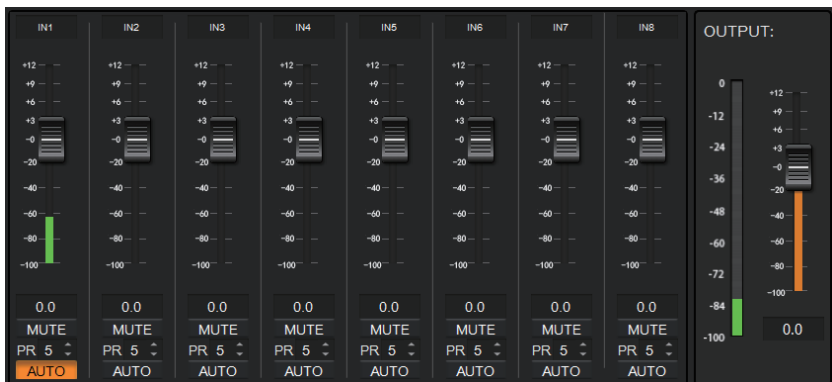 IN1 IN2 IN3 IN4 IN5 IN6 IN7 IN8 OUTPUT:
+12 +12 +12 +12 +12 +12 +12 +12 0 +12
+9 +9 +9 +9 +9 +9 +9 +9 +9
+6 +6 +6 +6 +6 +6 +6 +6 -12 +6
+3 +3 +3 +3 +3 +3 +3 +3 -24 +3
-0 -0 -0 -0 -0 -0 -0 -0 -0
-20 -20 -20 -20 -20 -20 -20 -20 -36 -20
-40 -40 -40 -40 -40 -40 -40 -40 -48 -40
-60 -60 -60 -60 -60 -60 -60 -60 -60 -60
-80 -80 -80 -80 -80 -80 -80 -80 -72 -80
-100 -100 -100 -100 -100 -100 -100 -100 -84 -100
0.0 0.0 0.0 0.0 0.0 0.0 0.0 0.0
MUTE MUTE MUTE MUTE MUTE MUTE MUTE MUTE -100 0.0
PR 5 PR 5 PR 5 PR 5 PR 5 PR 5 PR 5 PR 5
AUTO AUTO AUTO AUTO AUTO AUTO AUTO AUTO